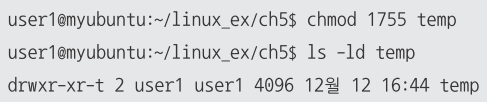 user1@myubuntu:~/linux_ex/ch5$ chmod 1755 temp
user1@myubuntu:~/linux_ex/ch5$ ls -ld temp
drwxr-xr-t 2 user1 user1 4096 12월 12 16:44 temp